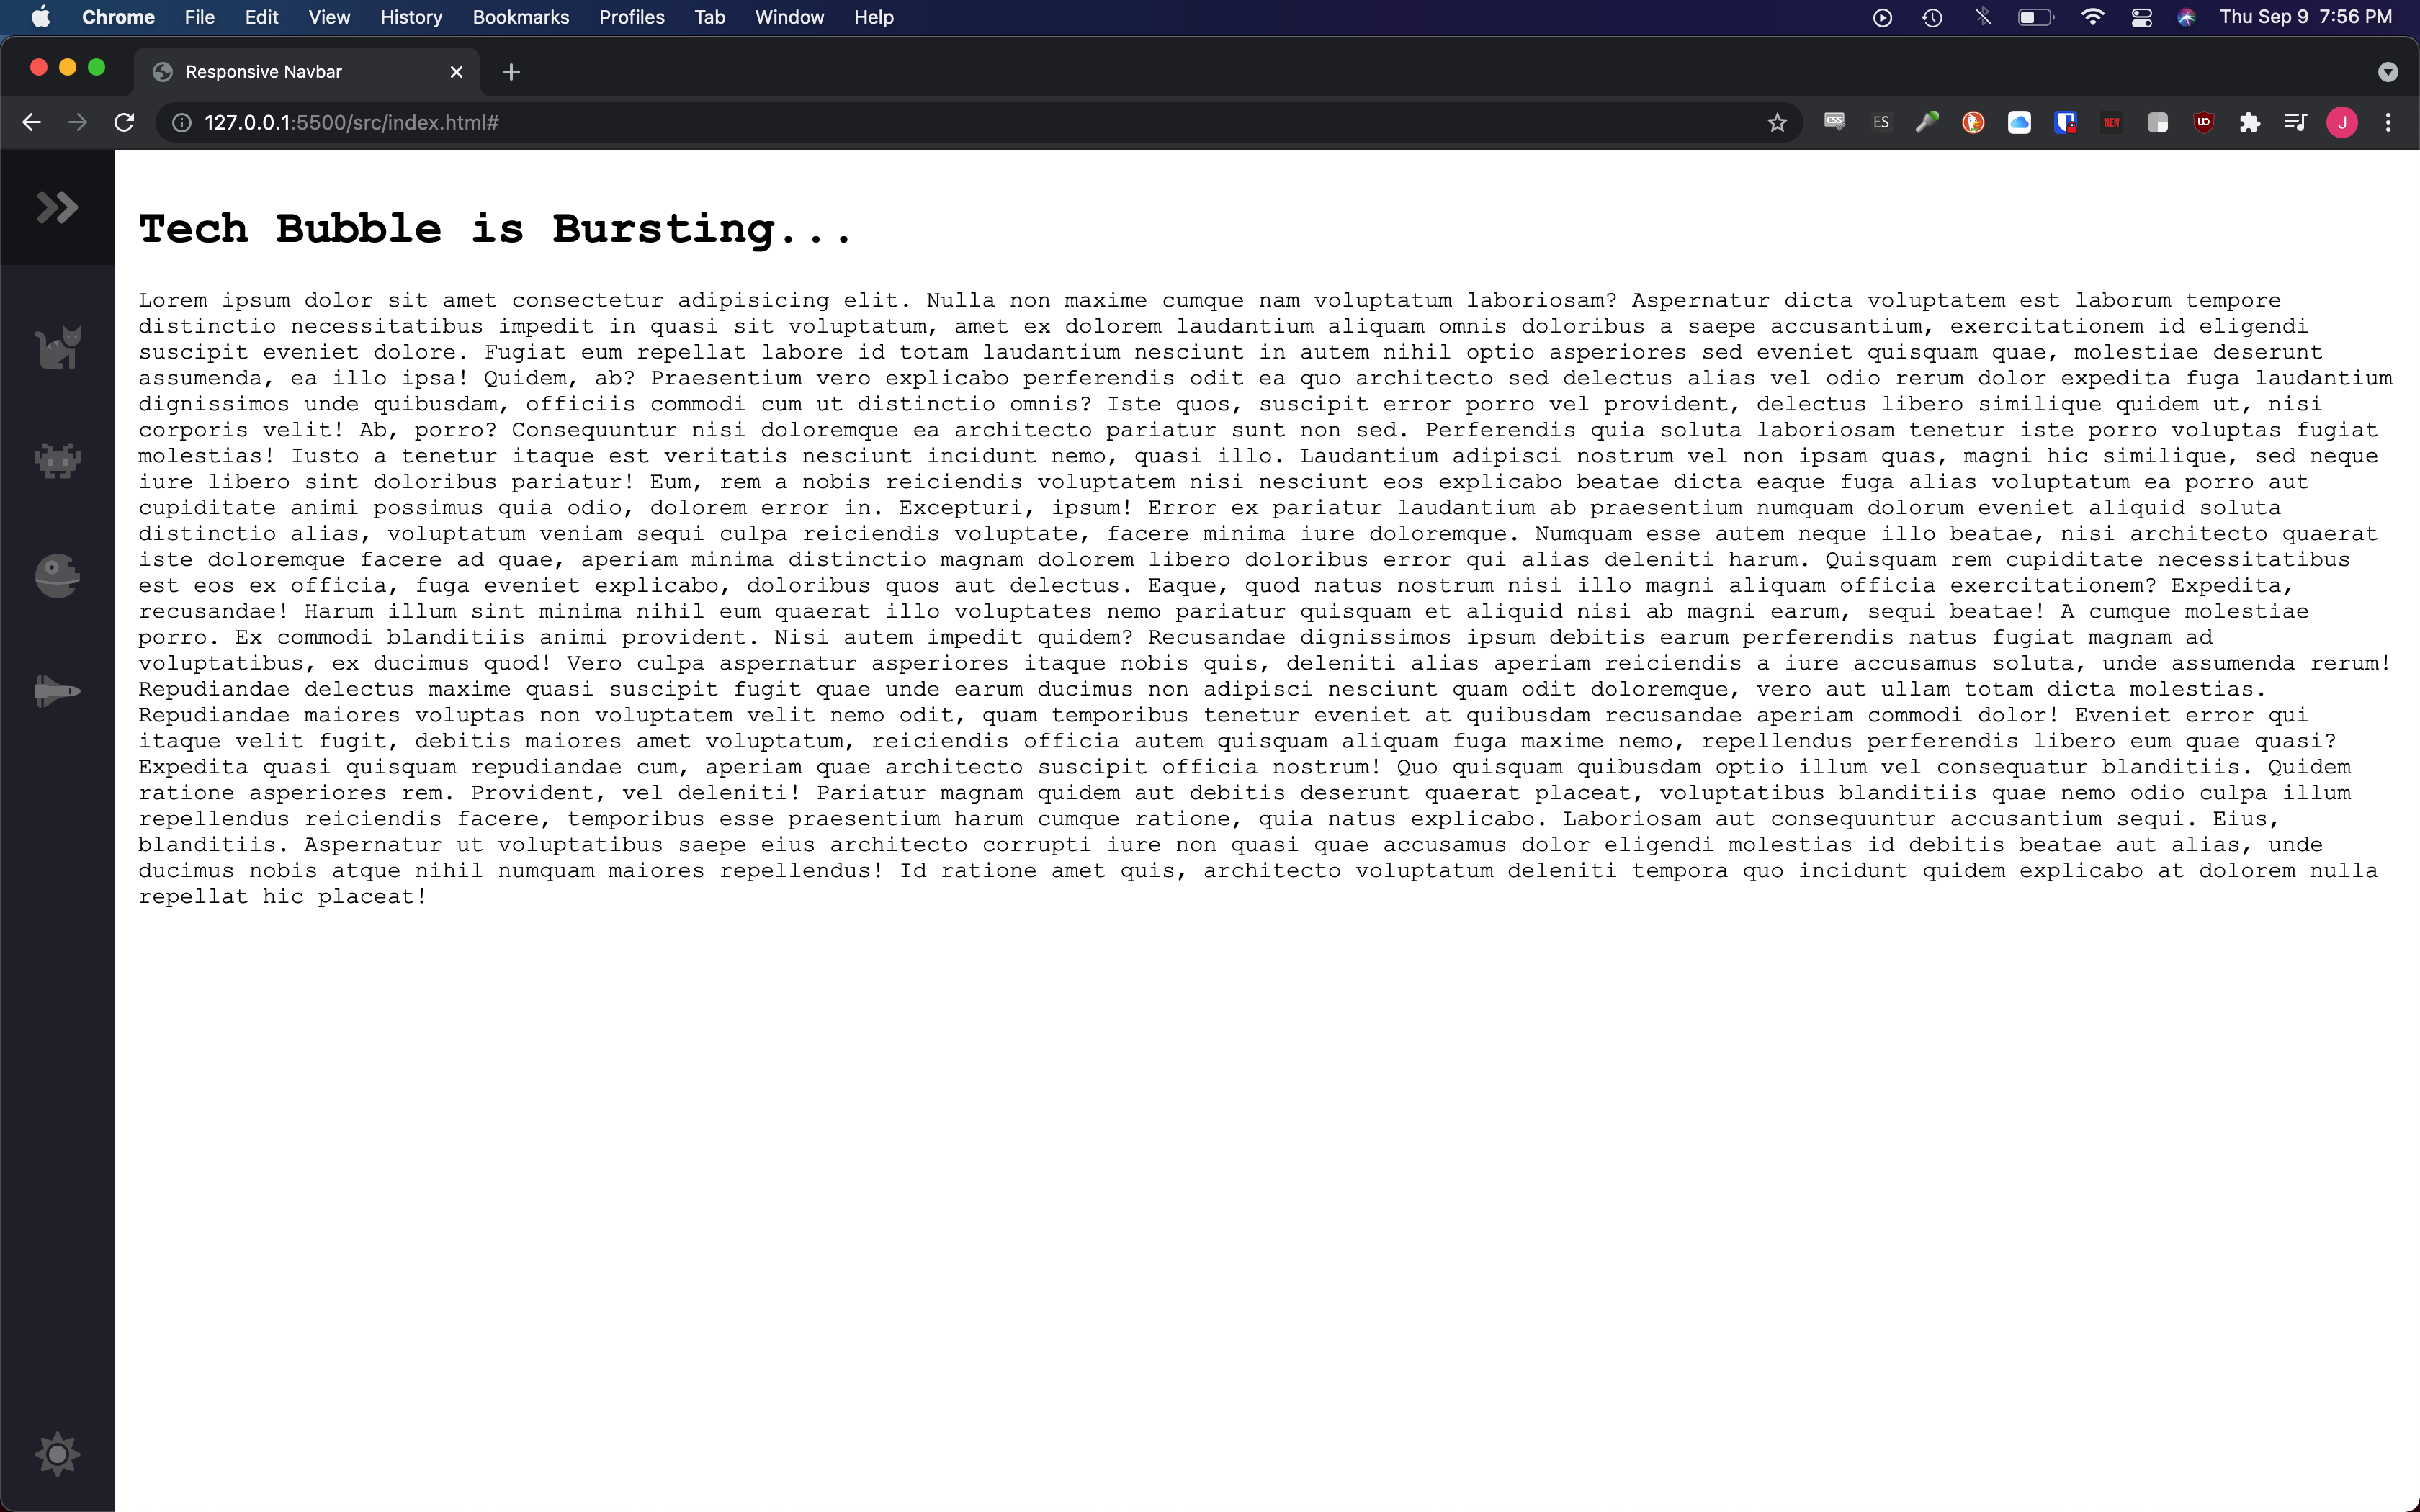 Chrome File Edit View History Bookmarks Profiles Tab Window Help Thu Sep 9 7:56 PM
Responsive Navbar
127.0.0.1:5500/src/index.html#
CSS ES NEN UO J
Tech Bubble is Bursting...
Lorem ipsum dolor sit amet consectetur adipisicing elit. Nulla non maxime cumque nam voluptatum laboriosam? Aspernatur dicta voluptatem est laborum tempore
distinctio necessitatibus impedit in quasi sit voluptatum, amet ex dolorem laudantium aliquam omnis doloribus a saepe accusantium, exercitationem id eligendi
suscipit eveniet dolore. Fugiat eum repellat labore id totam laudantium nesciunt in autem nihil optio asperiores sed eveniet quisquam quae, molestiae deserunt
assumenda, ea illo ipsa! Quidem, ab? Praesentium vero explicabo perferendis odit ea quo architecto sed delectus alias vel odio rerum dolor expedita fuga laudantium
dignissimos unde quibusdam, officiis commodi cum ut distinctio omnis? Iste quos, suscipit error porro vel provident, delectus libero similique quidem ut, nisi
corporis velit! Ab, porro? Consequuntur nisi doloremque ea architecto pariatur sunt non sed. Perferendis quia soluta laboriosam tenetur iste porro voluptas fugiat
molestias! Iusto a tenetur itaque est veritatis nesciunt incidunt nemo, quasi illo. Laudantium adipisci nostrum vel non ipsam quas, magni hic similique, sed neque
iure libero sint doloribus pariatur! Eum, rem a nobis reiciendis voluptatem nisi nesciunt eos explicabo beatae dicta eaque fuga alias voluptatum ea porro aut
cupiditate animi possimus quia odio, dolorem error in. Excepturi, ipsum! Error ex pariatur laudantium ab praesentium numquam dolorum eveniet aliquid soluta
distinctio alias, voluptatum veniam sequi culpa reiciendis voluptate, facere minima iure doloremque. Numquam esse autem neque illo beatae, nisi architecto quaerat
iste doloremque facere ad quae, aperiam minima distinctio magnam dolorem libero doloribus error qui alias deleniti harum. Quisquam rem cupiditate necessitatibus
est eos ex officia, fuga eveniet explicabo, doloribus quos aut delectus. Eaque, quod natus nostrum nisi illo magni aliquam officia exercitationem? Expedita,
recusandae! Harum illum sint minima nihil eum quaerat illo voluptates nemo pariatur quisquam et aliquid nisi ab magni earum, sequi beatae! A cumque molestiae
porro. Ex commodi blanditiis animi provident. Nisi autem impedit quidem? Recusandae dignissimos ipsum debitis earum perferendis natus fugiat magnam ad
voluptatibus, ex ducimus quod! Vero culpa aspernatur asperiores itaque nobis quis, deleniti alias aperiam reiciendis a iure accusamus soluta, unde assumenda rerum!
Repudiandae delectus maxime quasi suscipit fugit quae unde earum ducimus non adipisci nesciunt quam odit doloremque, vero aut ullam totam dicta molestias.
Repudiandae maiores voluptas non voluptatem velit nemo odit, quam temporibus tenetur eveniet at quibusdam recusandae aperiam commodi dolor! Eveniet error qui
itaque velit fugit, debitis maiores amet voluptatum, reiciendis officia autem quisquam aliquam fuga maxime nemo, repellendus perferendis libero eum quae quasi?
Expedita quasi quisquam repudiandae cum, aperiam quae architecto suscipit officia nostrum! Quo quisquam quibusdam optio illum vel consequatur blanditiis. Quidem
ratione asperiores rem. Provident, vel deleniti! Pariatur magnam quidem aut debitis deserunt quaerat placeat, voluptatibus blanditiis quae nemo odio culpa illum
repellendus reiciendis facere, temporibus esse praesentium harum cumque ratione, quia natus explicabo. Laboriosam aut consequuntur accusantium sequi. Eius,
blanditiis. Aspernatur ut voluptatibus saepe eius architecto corrupti iure non quasi quae accusamus dolor eligendi molestias id debitis beatae aut alias, unde
ducimus nobis atque nihil numquam maiores repellendus! Id ratione amet quis, architecto voluptatum deleniti tempora quo incidunt quidem explicabo at dolorem nulla
repellat hic placeat!